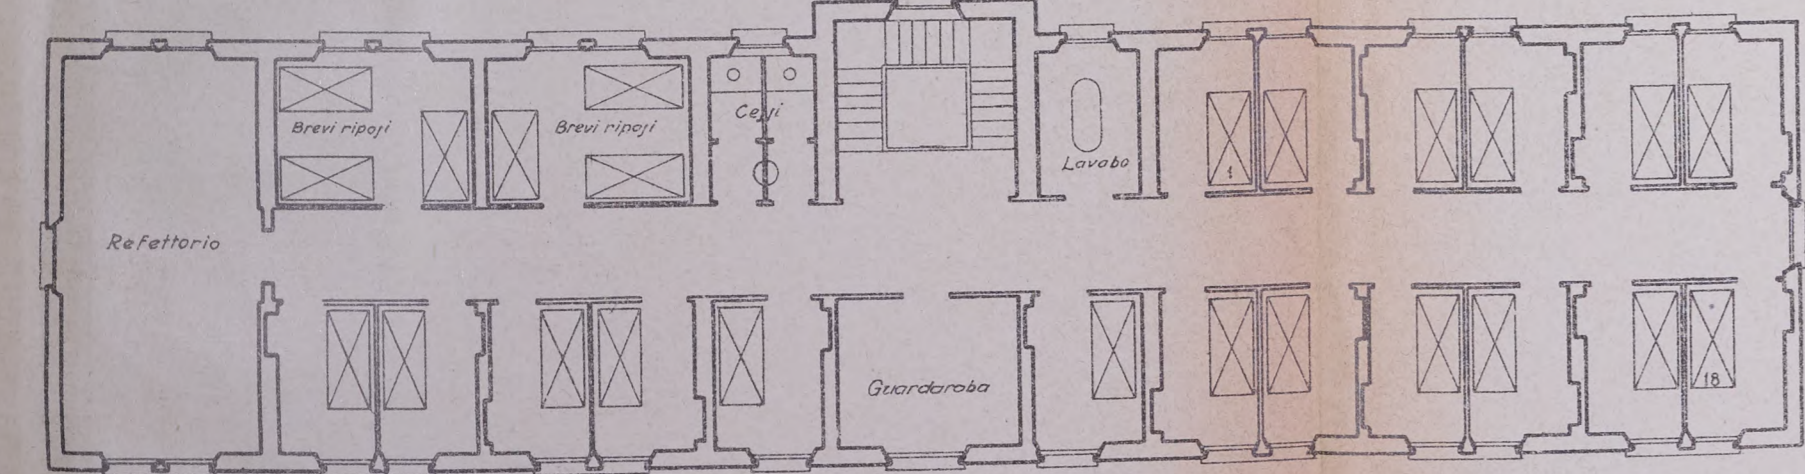 Brevi riposi
Brevi riposi
Cessi
Lavabo
1
Refettorio
Guardaroba
18